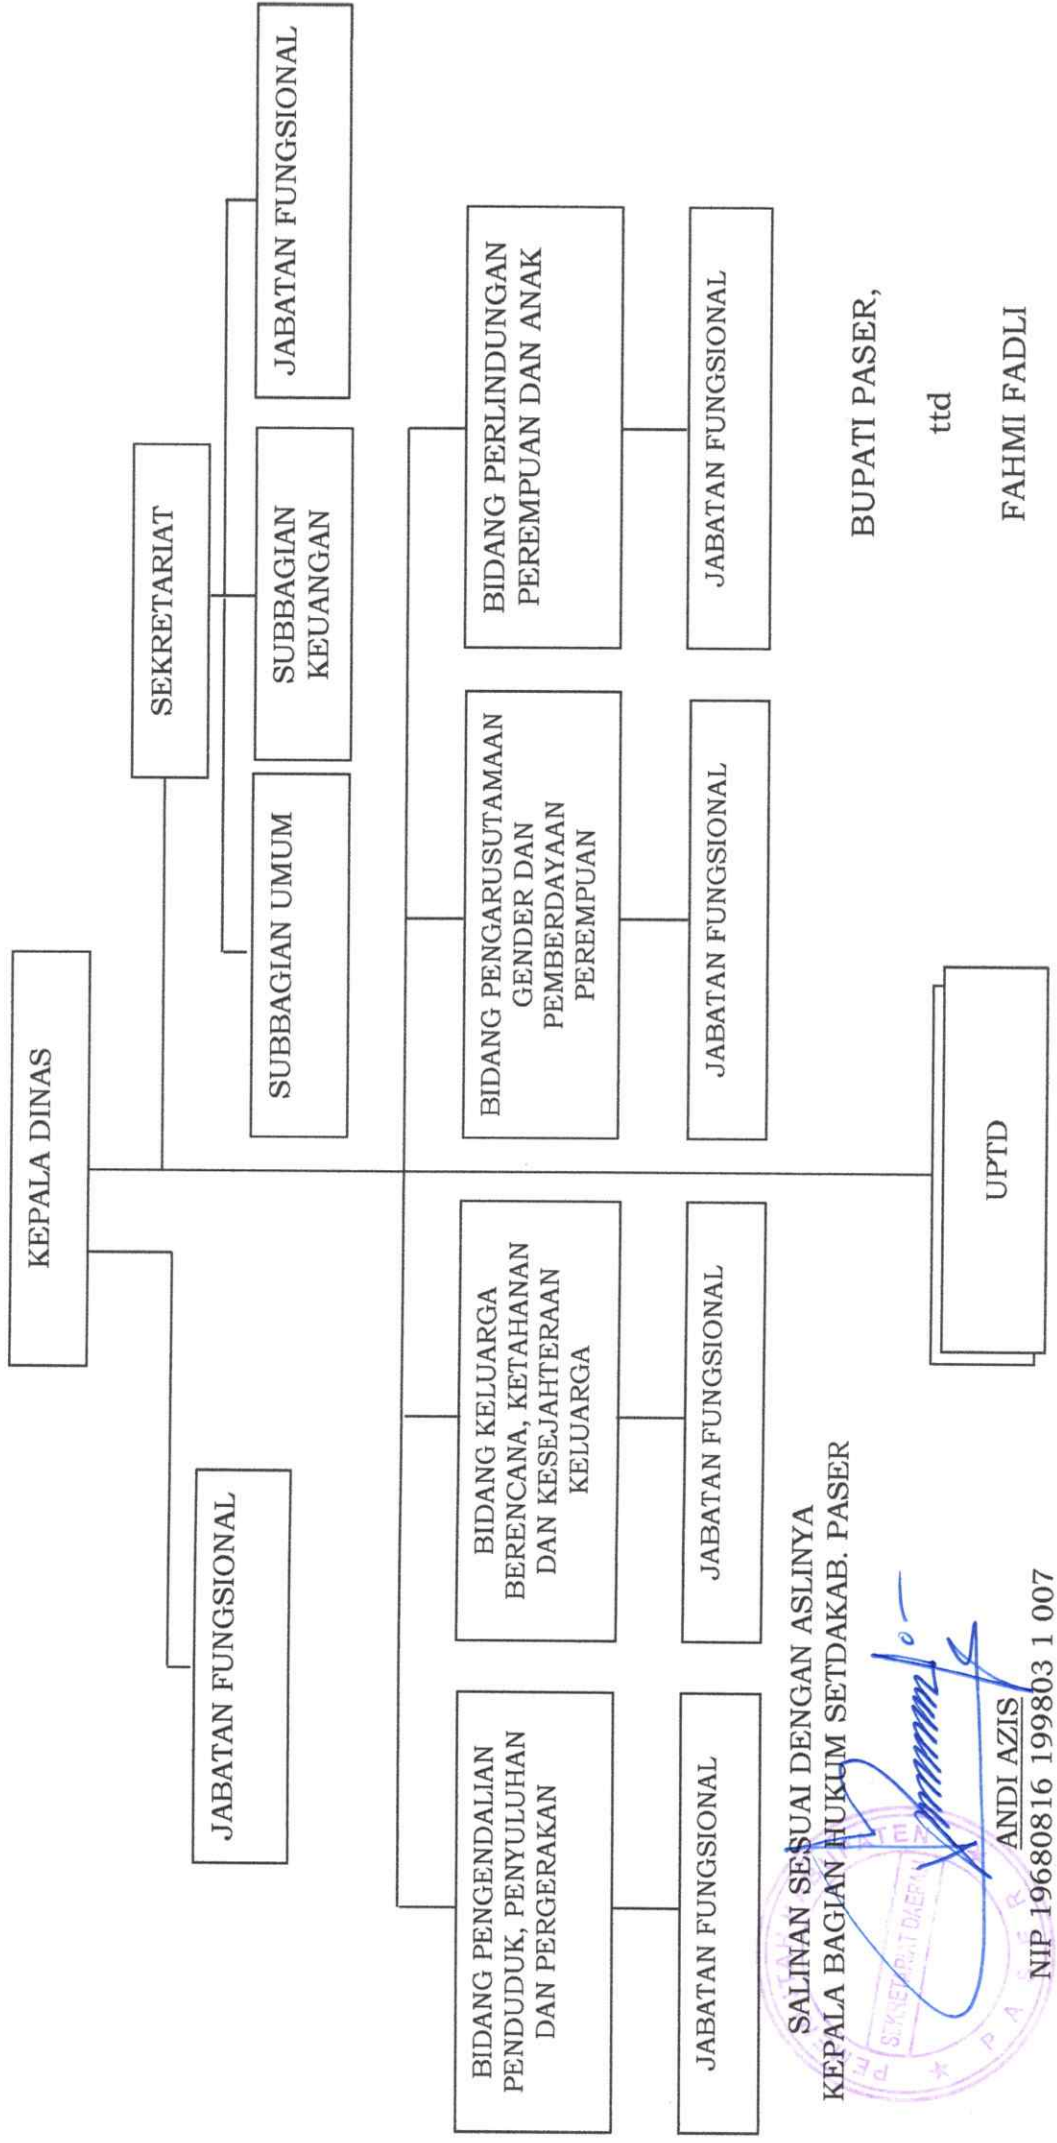 KEPALA DINAS
SEKRETARIAT
JABATAN FUNGSIONAL
SUBBAGIAN UMUM
SUBBAGIAN
KEUANGAN
JABATAN FUNGSIONAL
BIDANG PENGENDALIAN
PENDUDUK, PENYULUHAN
DAN PERGERAKAN
BIDANG KELUARGA
BERENCANA, KETAHANAN
DAN KESEJAHTERAAN
KELUARGA
BIDANG PENGARUSUTAMAAN
GENDER DAN
PEMBERDAYAAN
PEREMPUAN
BIDANG PERLINDUNGAN
PEREMPUAN DAN ANAK
JABATAN FUNGSIONAL
JABATAN FUNGSIONAL
JABATAN FUNGSIONAL
JABATAN FUNGSIONAL
UPTD
SALINAN SESUAI DENGAN ASLINYA
KEPALA BAGIAN HUKUM SETDAKAB. PASER
SEKRETARIAT DAERAH
PASER
ANDI AZIS
NIP 19680816 199803 1 007
BUPATI PASER,
ttd
FAHMI FADLI